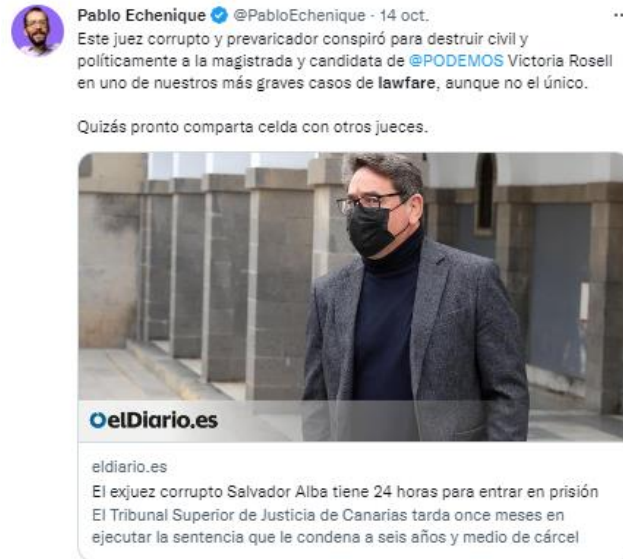 Pablo Echenique @PabloEchenique · 14 oct.
Este juez corrupto y prevaricador conspiró para destruir civil y
políticamente a la magistrada y candidata de @PODEMOS Victoria Rosell
en uno de nuestros más graves casos de lawfare, aunque no el único.
Quizás pronto comparta celda con otros jueces.
elDiario.es
eldiario.es
El exjuez corrupto Salvador Alba tiene 24 horas para entrar en prisión
El Tribunal Superior de Justicia de Canarias tarda once meses en
ejecutar la sentencia que le condena a seis años y medio de cárcel